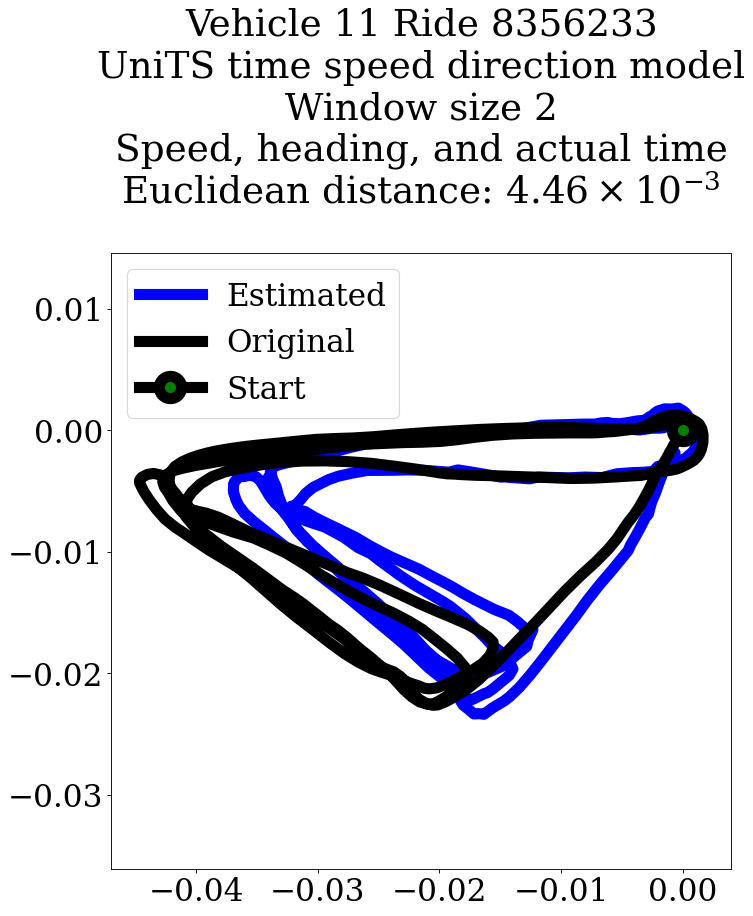 Vehicle 11 Ride 8356233
UniTS time speed direction model
Window size 2
Speed, heading, and actual time
Euclidean distance: 4.46 × 10⁻³
Estimated
Original
Start
0.01
0.00
−0.01
−0.02
−0.03
−0.04 −0.03 −0.02 −0.01 0.00